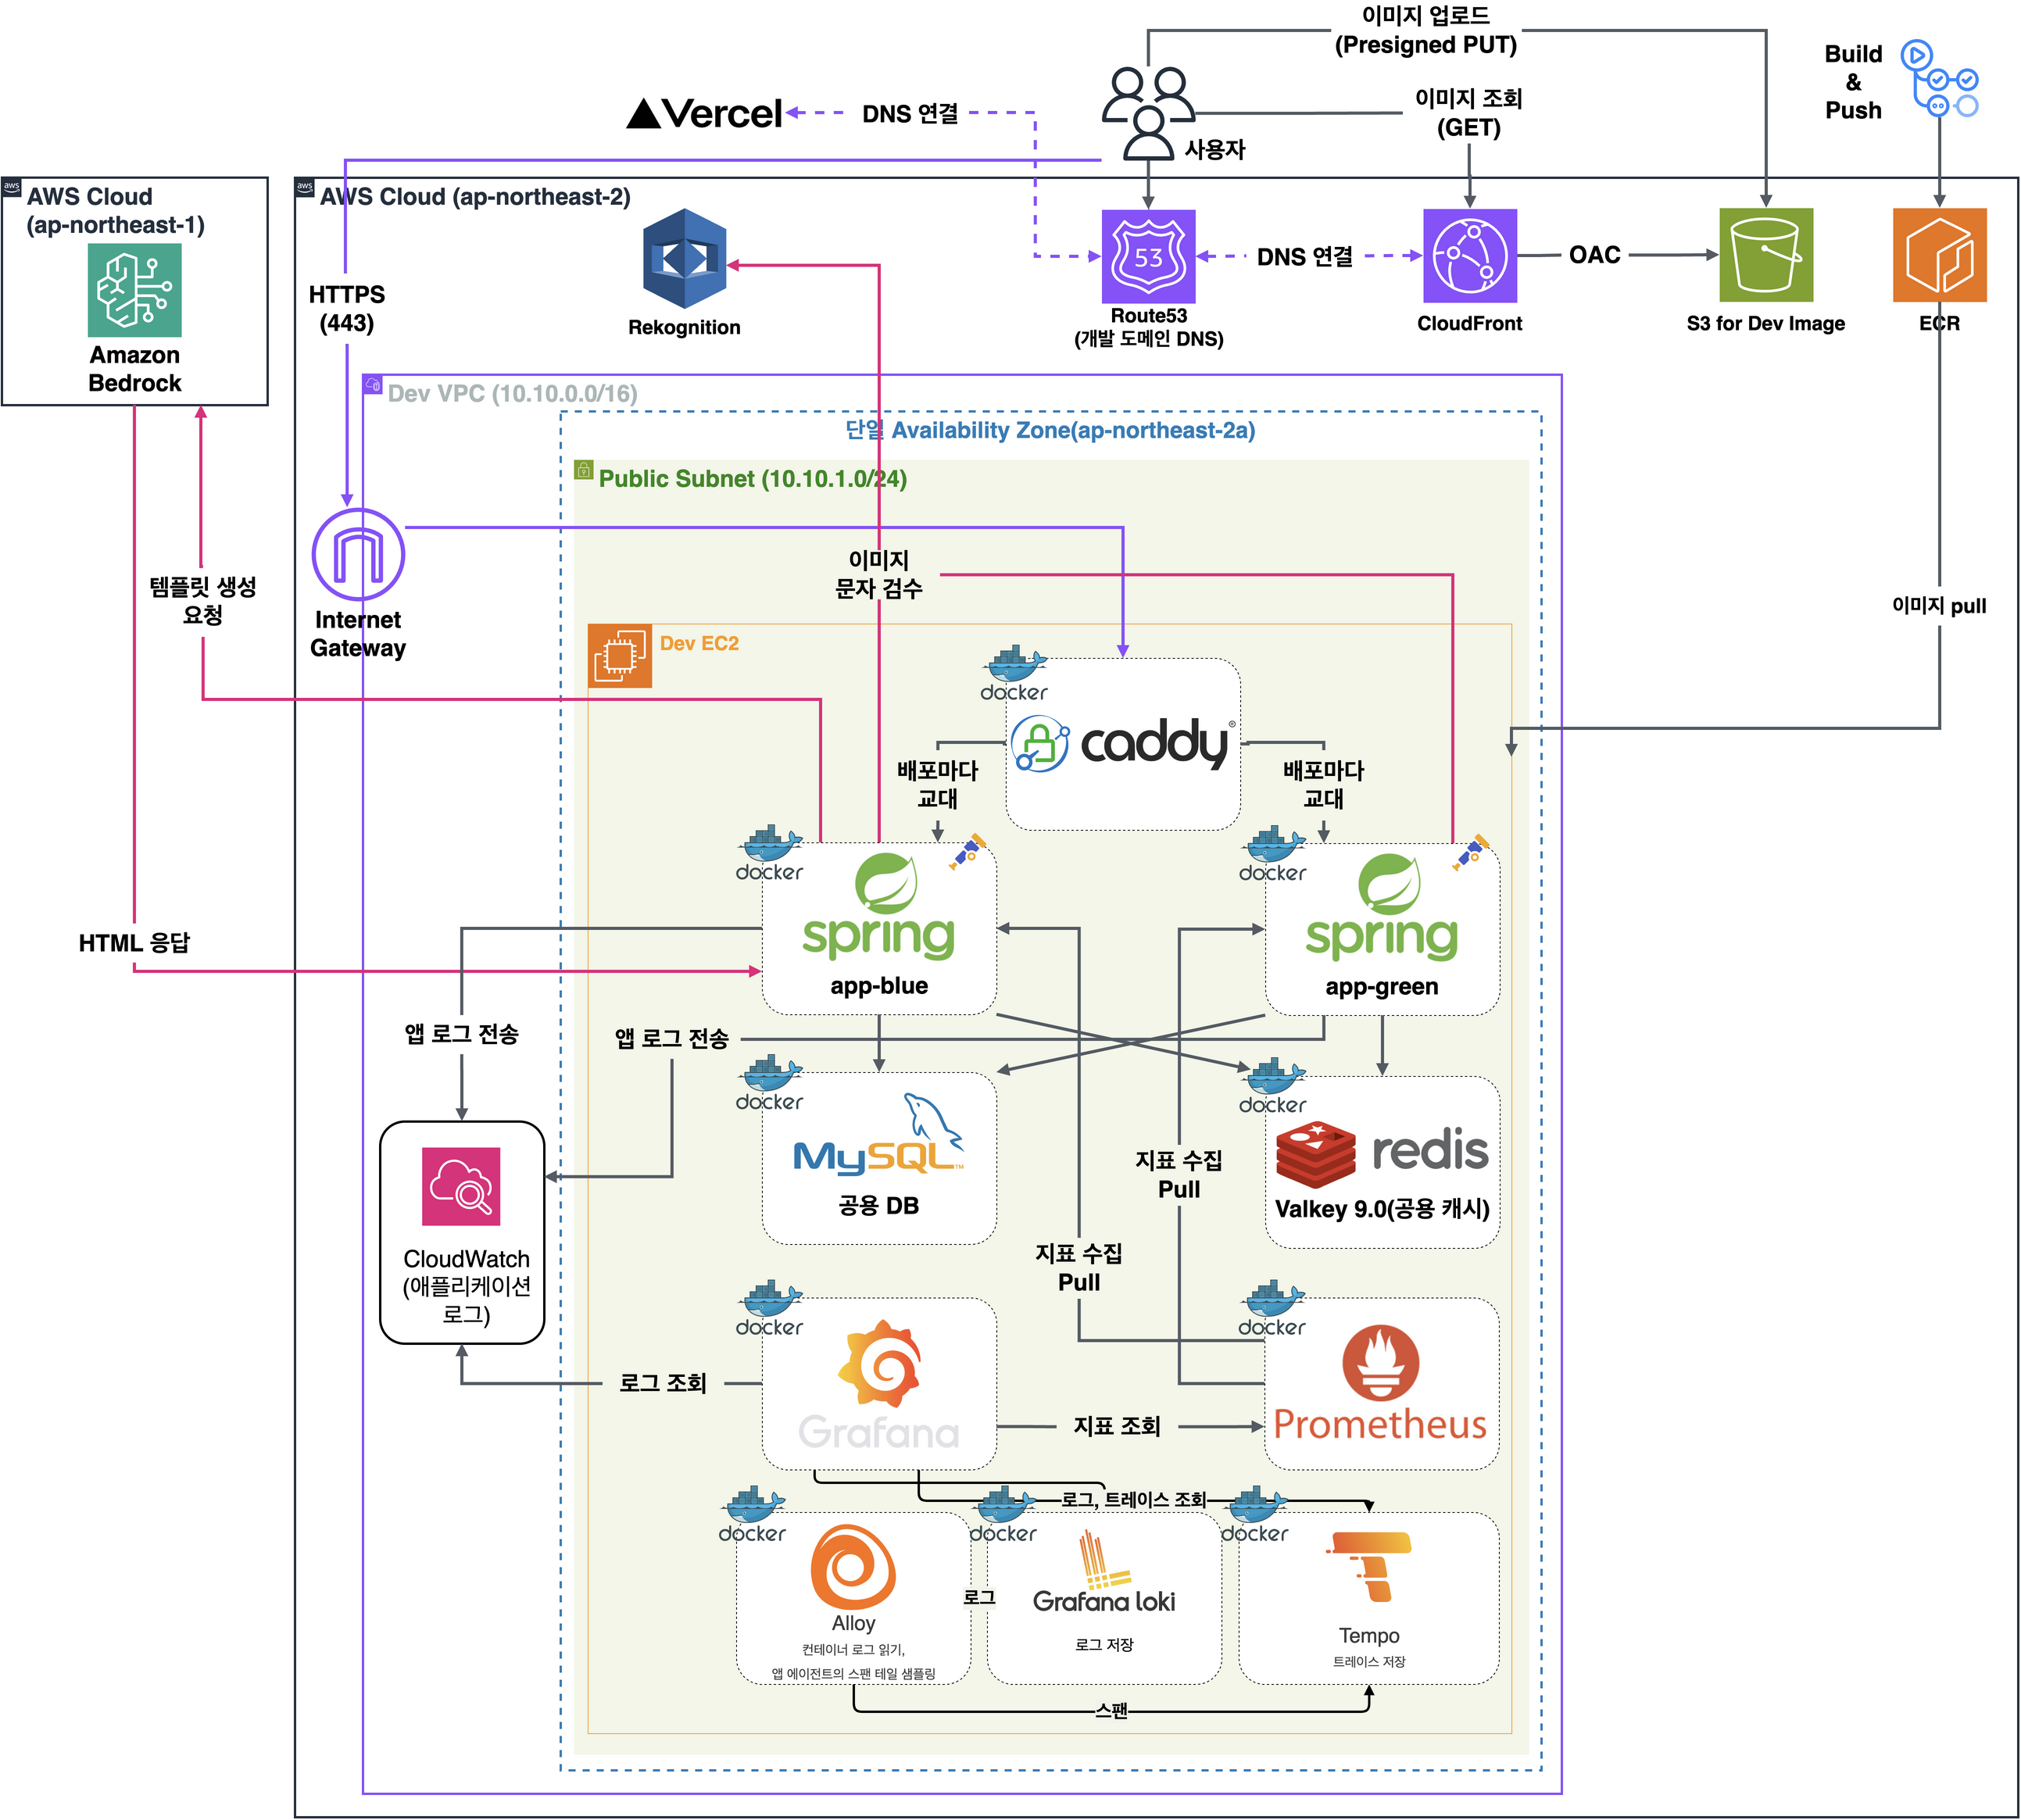 이미지 업로드
(Presigned PUT)
Build
&
Push
Vercel
DNS 연결
이미지 조회
(GET)
사용자
aws
AWS Cloud
(ap-northeast-1)
aws
AWS Cloud (ap-northeast-2)
Amazon
Bedrock
HTTPS
(443)
Rekognition
53
Route53
(개발 도메인 DNS)
DNS 연결
CloudFront
OAC
S3 for Dev Image
ECR
Dev VPC (10.10.0.0/16)
단일 Availability Zone(ap-northeast-2a)
Public Subnet (10.10.1.0/24)
템플릿 생성
요청
Internet
Gateway
이미지
문자 검수
이미지 pull
Dev EC2
docker
caddy
배포마다
교대
배포마다
교대
docker
spring
app-blue
docker
spring
app-green
HTML 응답
앱 로그 전송
앱 로그 전송
docker
MySQL
TM
공용 DB
docker
redis
Valkey 9.0(공용 캐시)
지표 수집
Pull
지표 수집
Pull
CloudWatch
(애플리케이션
로그)
docker
Grafana
docker
Prometheus
로그 조회
지표 조회
로그, 트레이스 조회
docker
Alloy
컨테이너 로그 읽기,
앱 에이전트의 스팬 테일 샘플링
로그
docker
Grafana loki
로그 저장
docker
Tempo
트레이스 저장
스팬